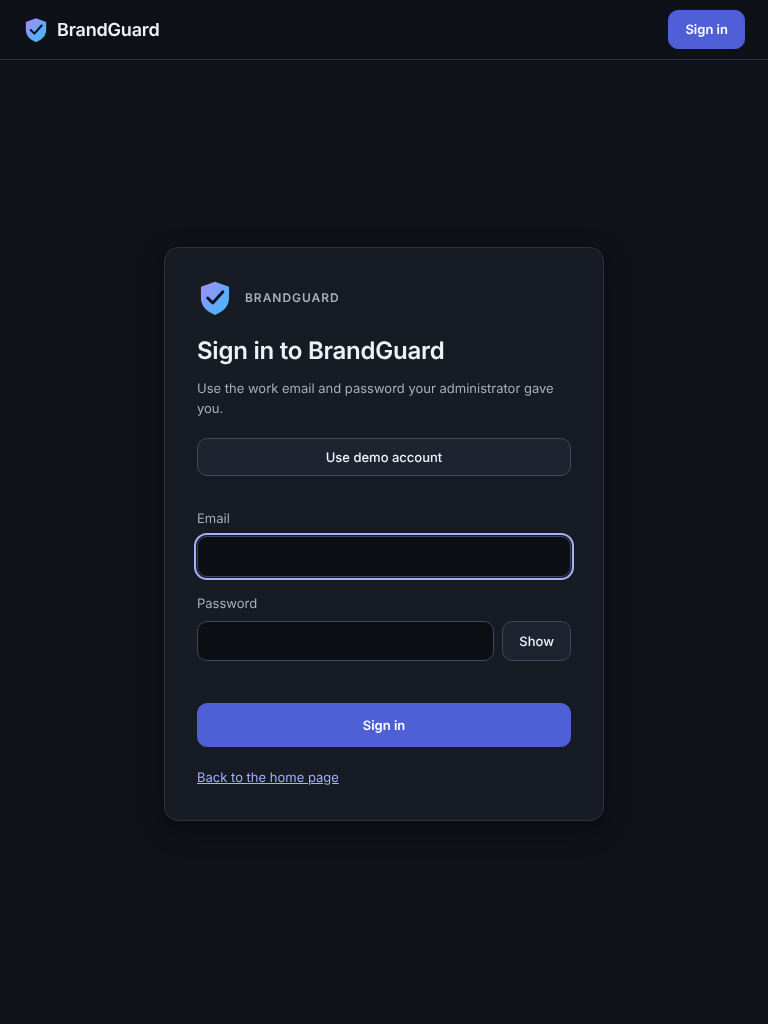 BrandGuard
Sign in
BRANDGUARD
Sign in to BrandGuard
Use the work email and password your administrator gave
you.
Use demo account
Email
Password
Show
Sign in
Back to the home page